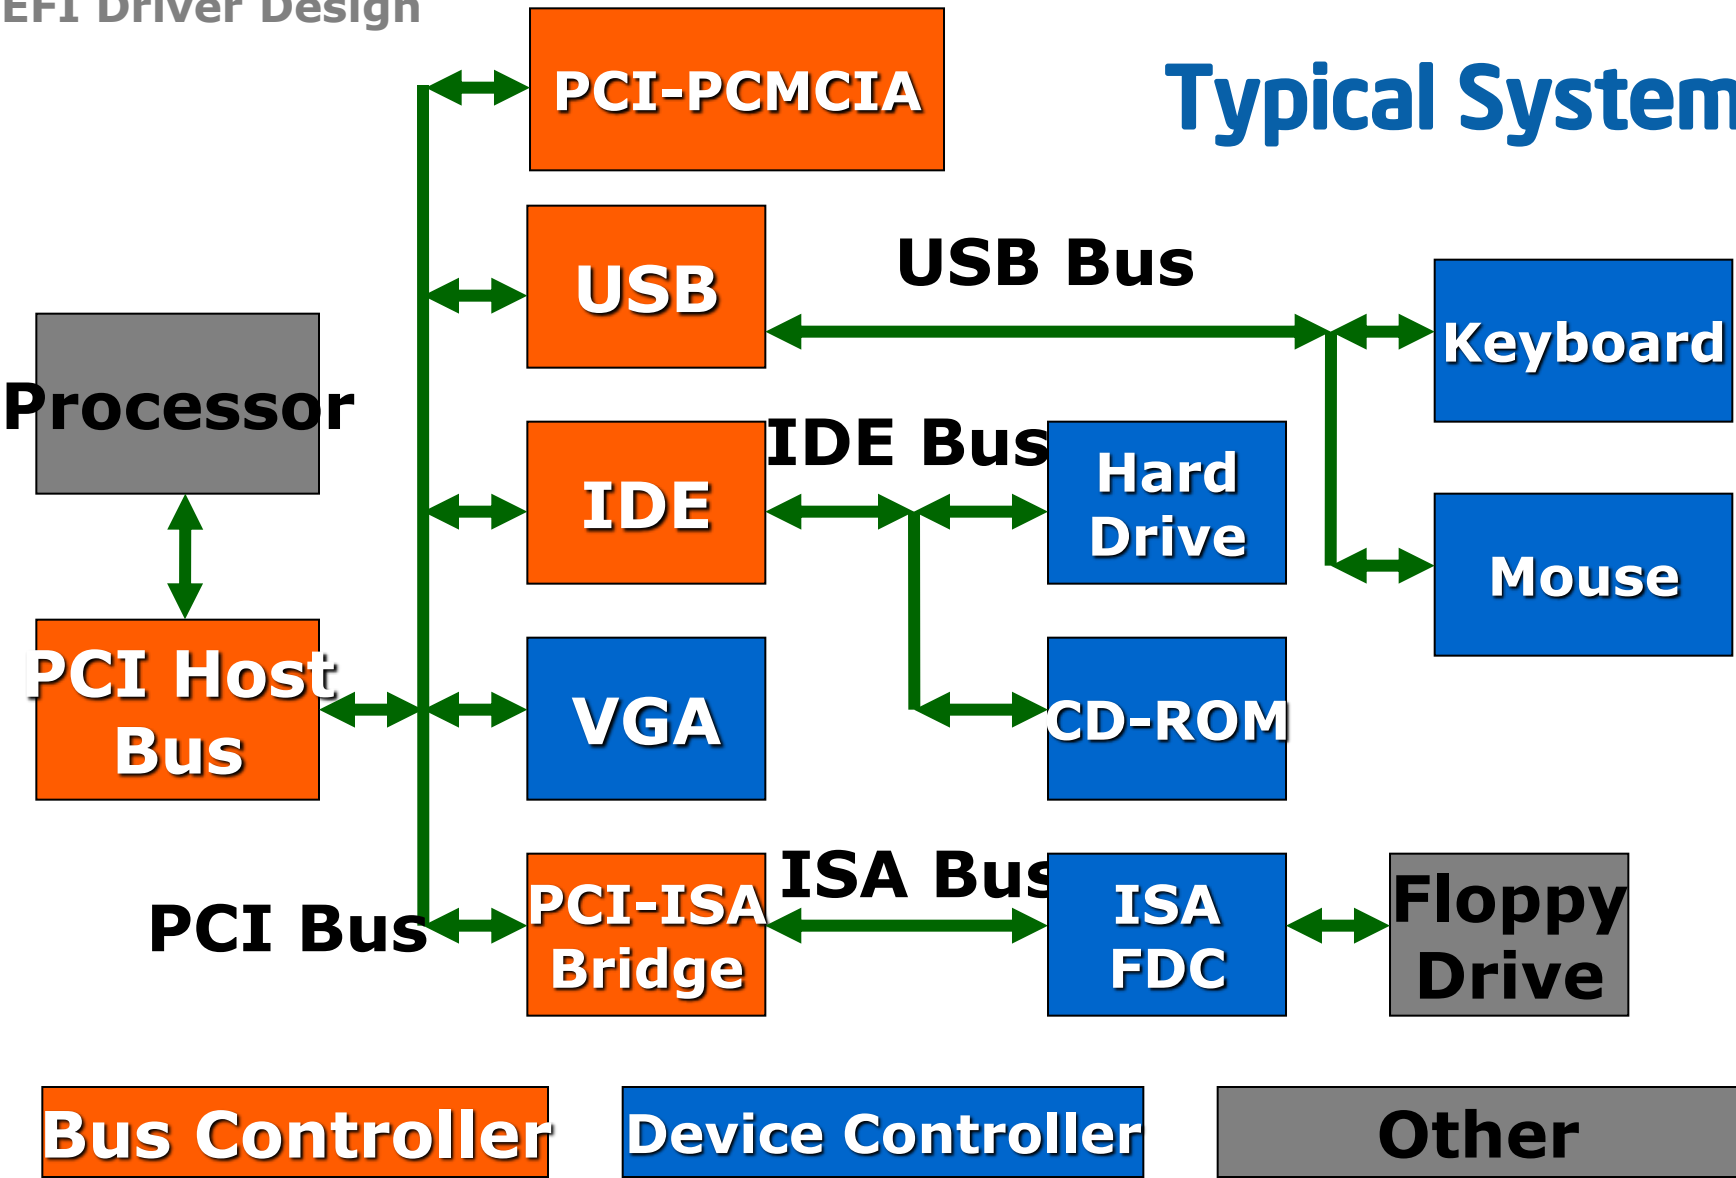 EFI Driver Design
Typical System
PCI-PCMCIA
USB
USB Bus
Keyboard
Processor
IDE
IDE Bus
Hard
Drive
Mouse
PCI Host
Bus
VGA
CD-ROM
PCI Bus
PCI-ISA
Bridge
ISA Bus
ISA
FDC
Floppy
Drive
Bus Controller
Device Controller
Other